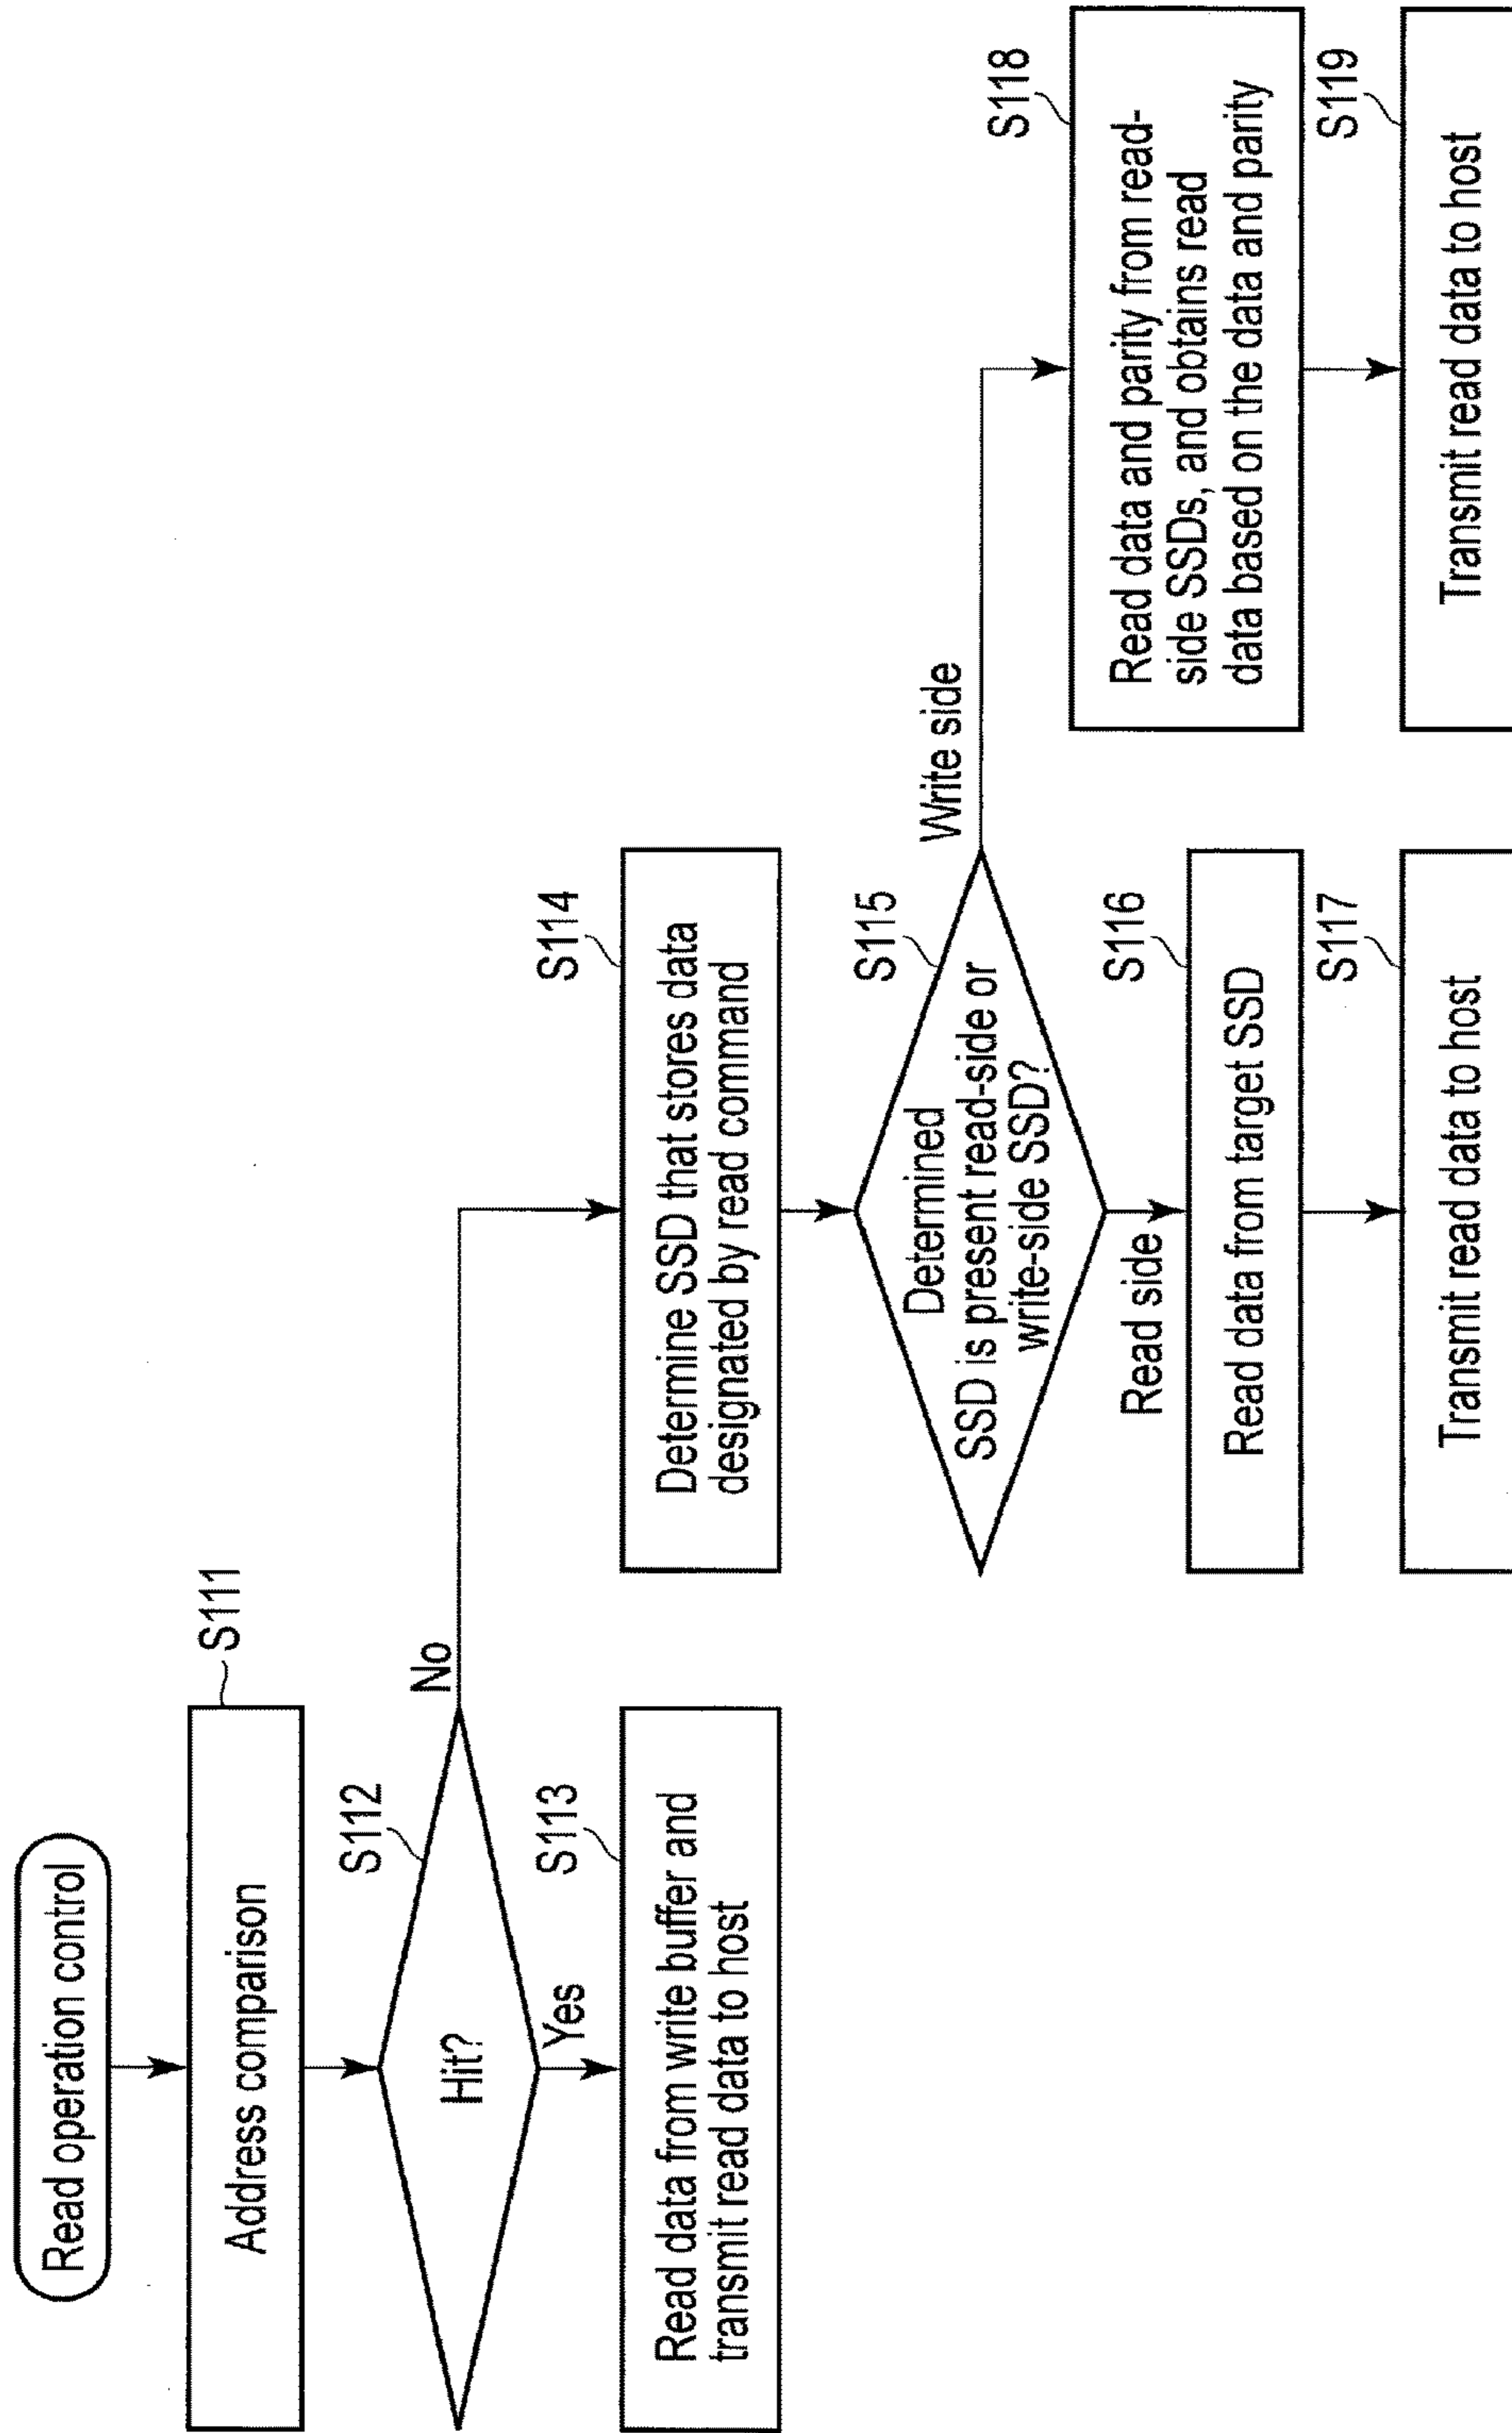 Read operation control
S111
Address comparison
S112
Hit?
No
Yes
S113
Read data from write buffer and
transmit read data to host
S114
Determine SSD that stores data
designated by read command
S115
Determined
SSD is present read-side or
write-side SSD?
Write side
Read side
S116
Read data from target SSD
S117
Transmit read data to host
S118
Read data and parity from read-
side SSDs, and obtains read
data based on the data and parity
S119
Transmit read data to host